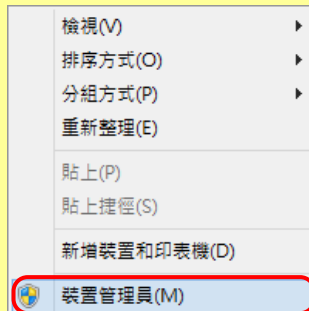 檢視(V)
排序方式(O)
分組方式(P)
重新整理(E)
貼上(P)
貼上捷徑(S)
新增裝置和印表機(D)
裝置管理員(M)